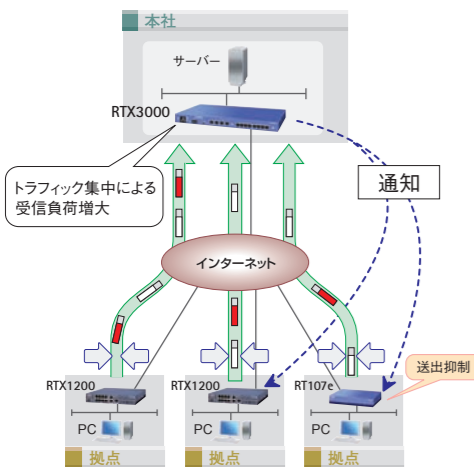 本社
サーバー
RTX3000
トラフィック集中による
受信負荷増大
通知
インターネット
送出抑制
RTX1200
RTX1200
RT107e
PC
PC
PC
拠点
拠点
拠点